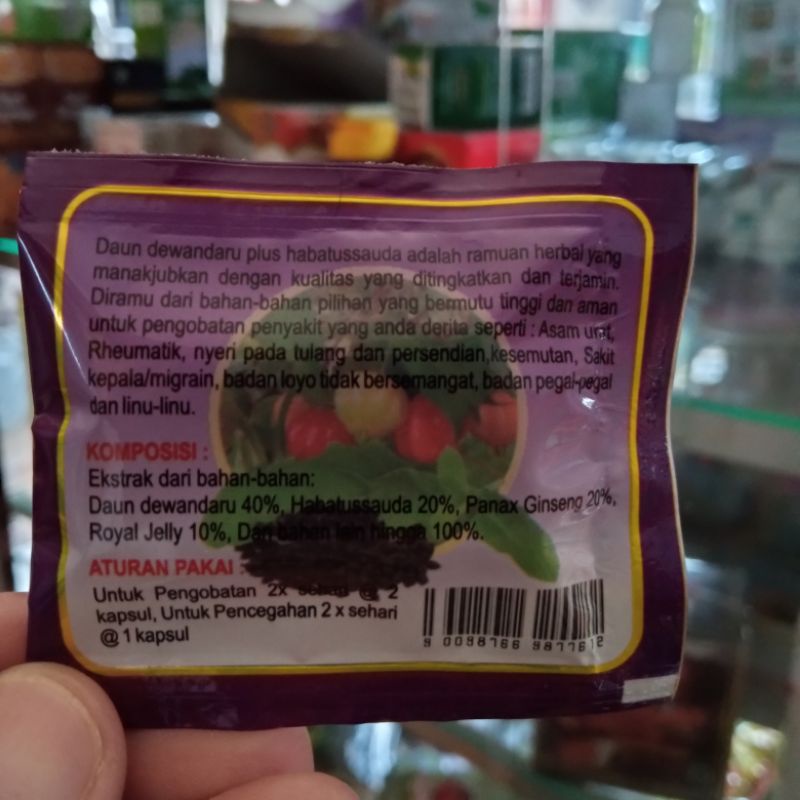 Daun dewandaru plus habatussauda adalah ramuan herbal yang
manakjubkan dengan kualitas yang ditingkatkan dan terjamin.
Diramu dari bahan-bahan pilihan yang bermutu tinggi dan aman
untuk pengobatan penyakit yang anda derita seperti : Asam urat,
Rheumatik, nyeri pada tulang dan persendian,kesemutan, Sakit
kepala/migrain, badan loyo tidak bersemangat, badan pegal-pegal
dan linu-linu.
KOMPOSISI :
Ekstrak dari bahan-bahan:
Daun dewandaru 40%, Habatussauda 20%, Panax Ginseng 20%,
Royal Jelly 10%, Dan bahan lain hingga 100%.
ATURAN PAKAI :
Untuk Pengobatan 2x sehari @ 2
kapsul, Untuk Pencegahan 2 x sehari
@ 1 kapsul
9 0098766 9877612